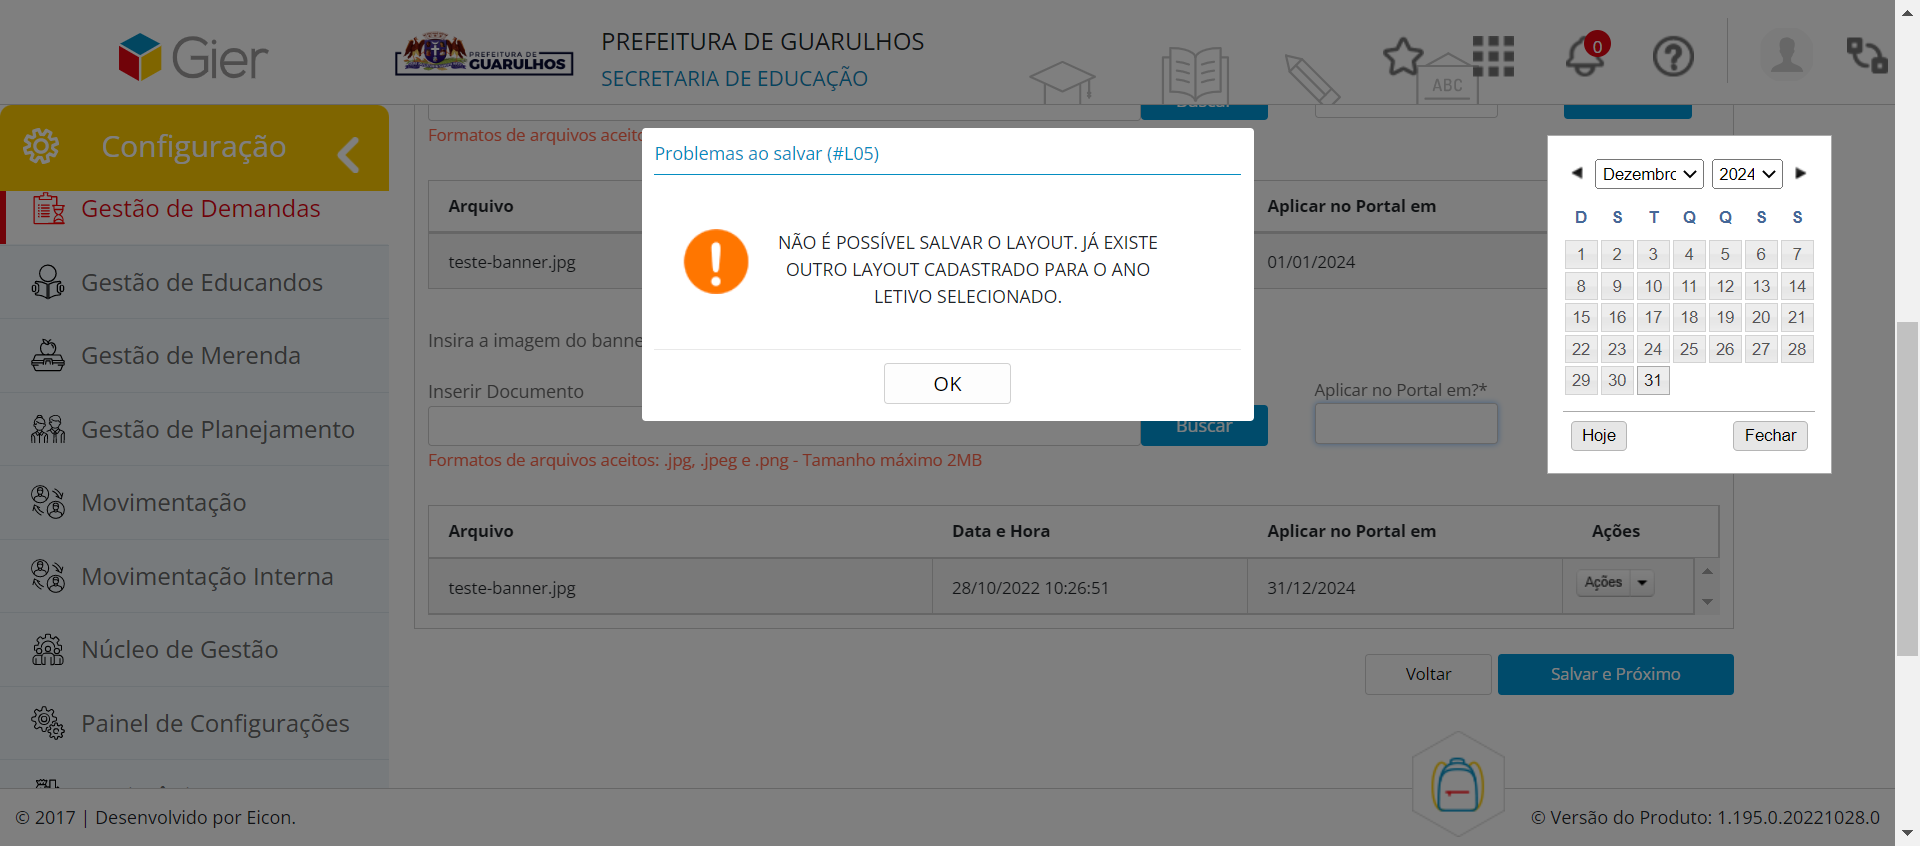 Gier
PREFEITURA DE
GUARULHOS
PREFEITURA DE GUARULHOS
SECRETARIA DE EDUCAÇÃO
ABC
0
Configuração
Gestão de Demandas
Gestão de Educandos
Gestão de Merenda
Gestão de Planejamento
Movimentação
Movimentação Interna
Núcleo de Gestão
Painel de Configurações
Buscar
Formatos de arquivos aceito
Arquivo
Aplicar no Portal em
teste-banner.jpg
01/01/2024
Problemas ao salvar (#L05)
NÃO É POSSÍVEL SALVAR O LAYOUT. JÁ EXISTE
OUTRO LAYOUT CADASTRADO PARA O ANO
LETIVO SELECIONADO.
OK
Insira a imagem do banne
Inserir Documento
Buscar
Aplicar no Portal em?*
Formatos de arquivos aceitos: .jpg, .jpeg e .png - Tamanho máximo 2MB
Dezembro 2024
D S T Q Q S S
1 2 3 4 5 6 7
8 9 10 11 12 13 14
15 16 17 18 19 20 21
22 23 24 25 26 27 28
29 30 31
Hoje Fechar
Arquivo Data e Hora Aplicar no Portal em Ações
teste-banner.jpg 28/10/2022 10:26:51 31/12/2024 Ações
Voltar Salvar e Próximo
© 2017 | Desenvolvido por Eicon.
© Versão do Produto: 1.195.0.20221028.0